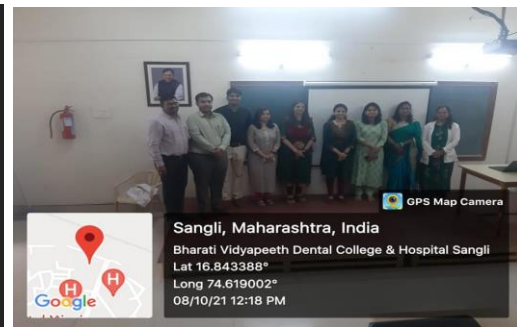 GPS Map Camera
Sangli, Maharashtra, India
Bharati Vidyapeeth Dental College & Hospital Sangli
Lat 16.843388°
Long 74.619002°
08/10/21 12:18 PM
H
H
Google